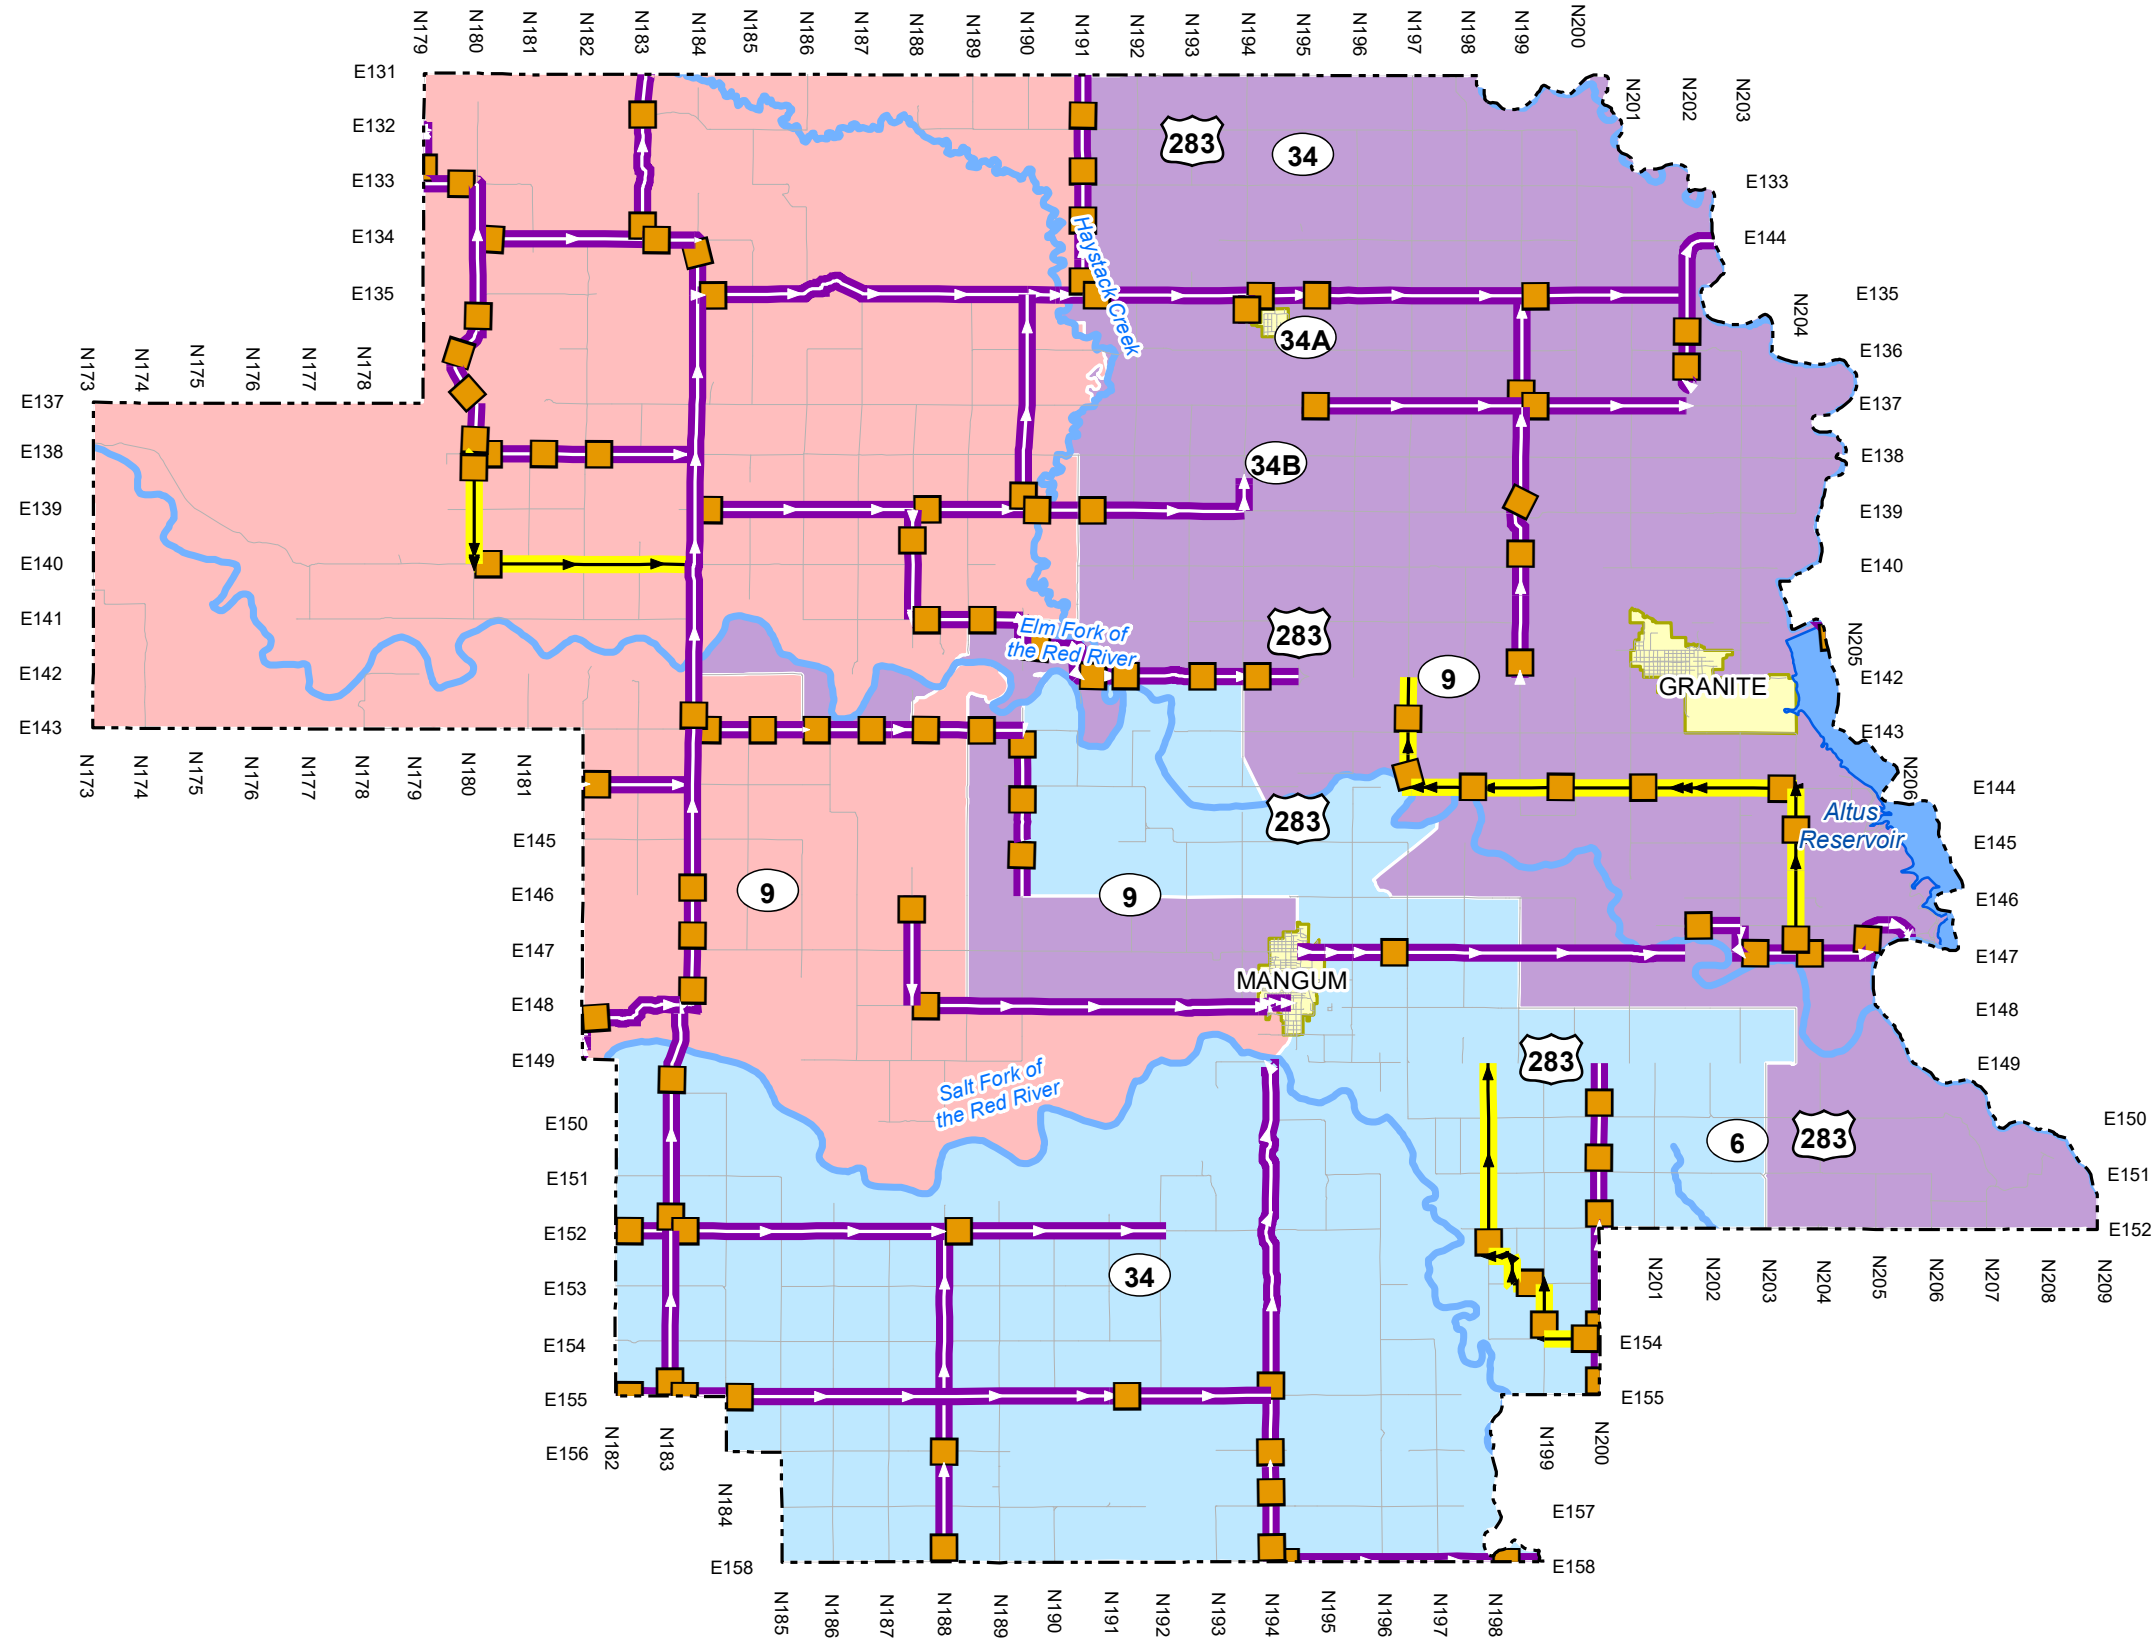 N179
N180
N181
N182
N183
N184
N185
N186
N187
N188
N189
N190
N191
N192
N193
N194
N195
N196
N197
N198
N199
N200
E131
N201
N202
N203
E132
283
34
E133
E133
E134
E144
Haystack Creek
E135
E135
N204
34A
N173
N174
N175
N176
N177
N178
E136
E137
E137
E138
34B
E138
E139
E139
E140
E140
E141
Elm Fork of
the Red River
283
N205
E142
9
GRANITE
E142
E143
E143
N173
N174
N175
N176
N177
N178
N179
N180
N181
N206
E144
283
Altus
Reservoir
E145
E145
9
9
E146
E146
E147
E147
MANGUM
E148
E148
E149
283
E149
Salt Fork of
the Red River
E150
6
283
E150
E151
E151
E152
E152
34
E153
N201
N202
N203
N204
N205
N206
N207
N208
N209
E154
E154
E155
E155
E156
N182
N183
N199
N200
N184
E157
E158
E158
N185
N186
N187
N188
N189
N190
N191
N192
N193
N194
N195
N196
N197
N198